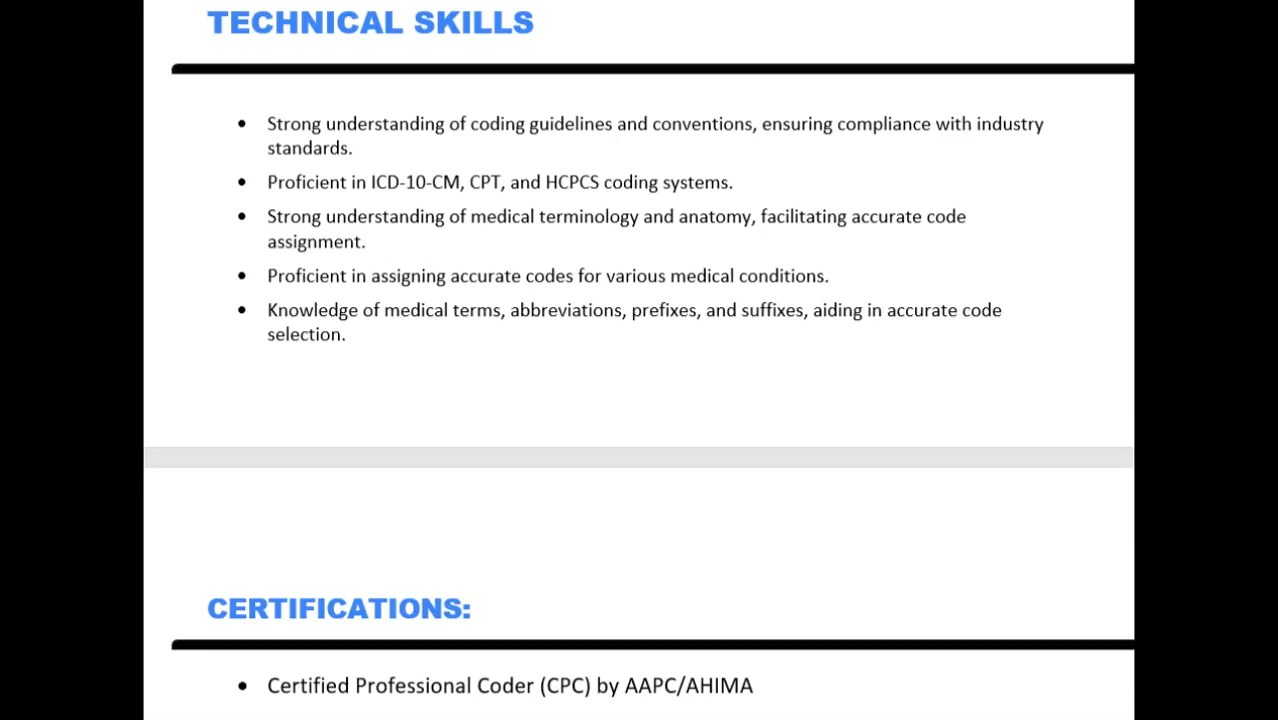 TECHNICAL SKILLS
• Strong understanding of coding guidelines and conventions, ensuring compliance with industry
standards.
• Proficient in ICD-10-CM, CPT, and HCPCS coding systems.
• Strong understanding of medical terminology and anatomy, facilitating accurate code
assignment.
• Proficient in assigning accurate codes for various medical conditions.
• Knowledge of medical terms, abbreviations, prefixes, and suffixes, aiding in accurate code
selection.
CERTIFICATIONS:
• Certified Professional Coder (CPC) by AAPC/AHIMA